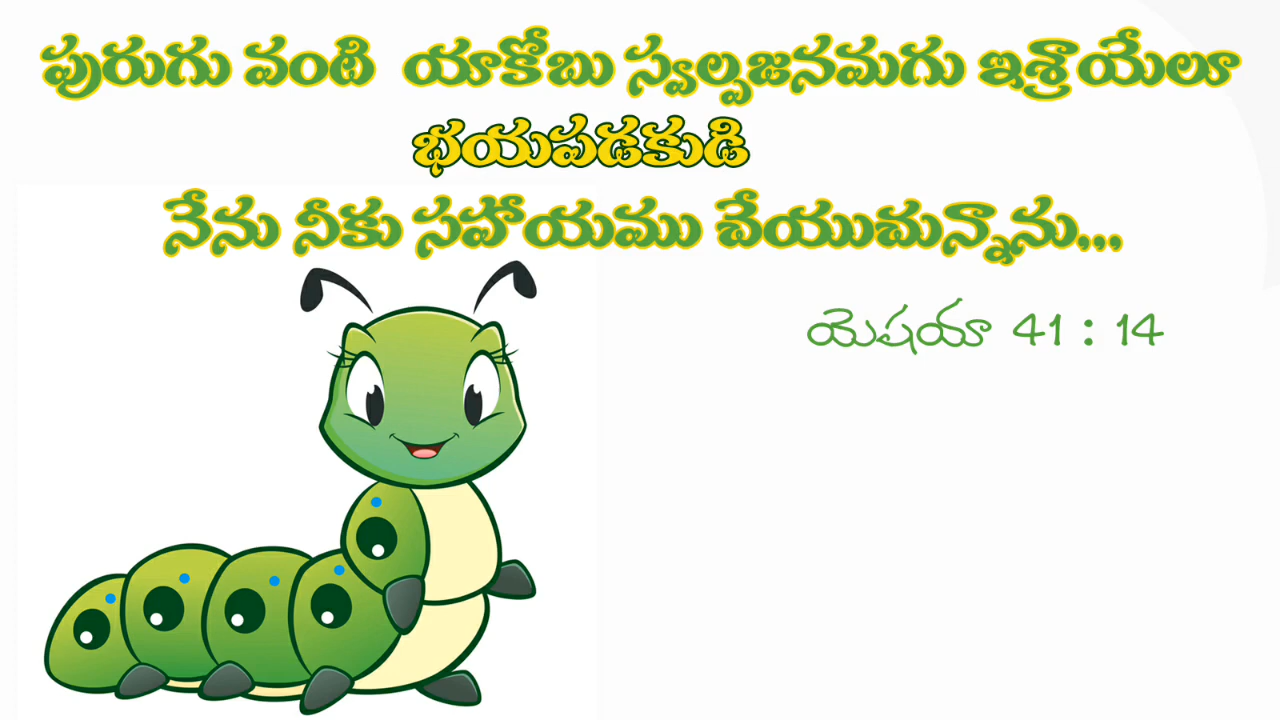 పురుగు వంటి యాకోబు స్వల్పజనమగు ఇశ్రాయేలూ
భయపడకుడి
నేను నీకు సహాయము చేయుచున్నాను,,,
యెషయా 41 : 14